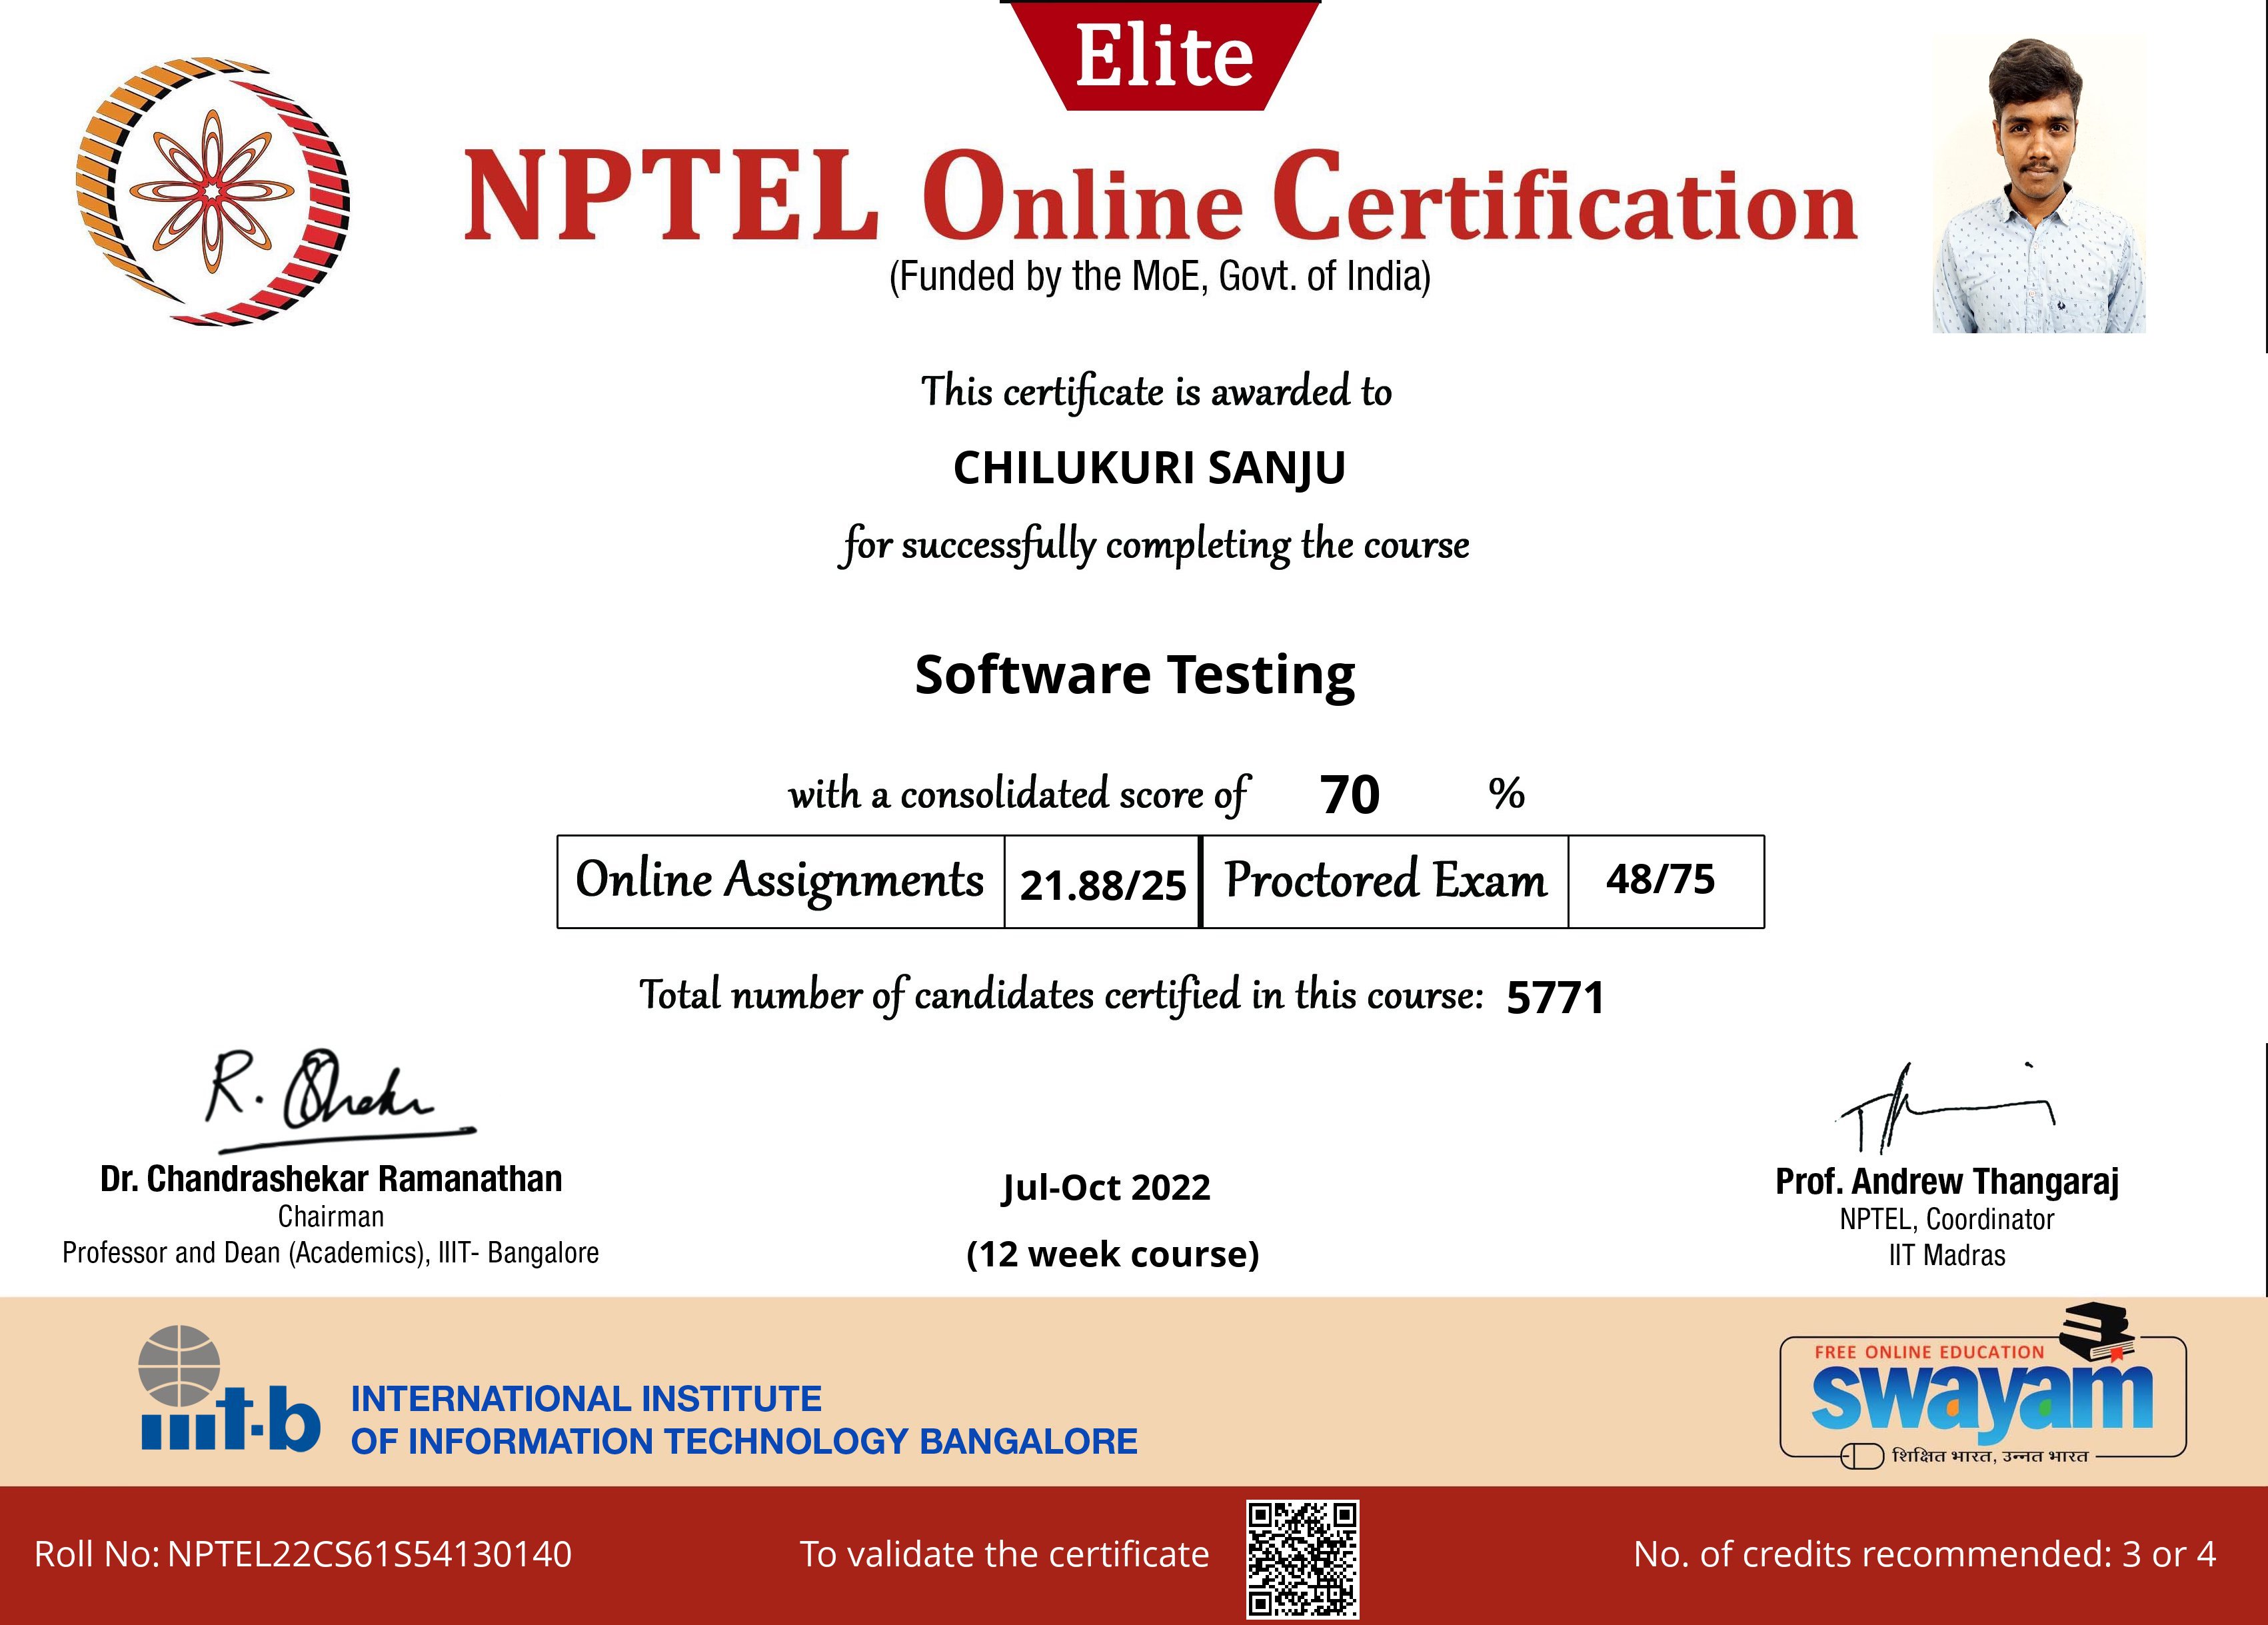 Elite
NPTEL Online Certification
(Funded by the MoE, Govt. of India)
This certificate is awarded to
CHILUKURI SANJU
for successfully completing the course
Software Testing
with a consolidated score of 70 %
Online Assignments 21.88/25 Proctored Exam 48/75
Total number of candidates certified in this course: 5771
Dr. Chandrashekar Ramanathan
Chairman
Professor and Dean (Academics), IIIT- Bangalore
Jul-Oct 2022
(12 week course)
Prof. Andrew Thangaraj
NPTEL, Coordinator
IIT Madras
iiit-b
INTERNATIONAL INSTITUTE
OF INFORMATION TECHNOLOGY BANGALORE
FREE ONLINE EDUCATION
swayam
शिक्षित भारत, उन्नत भारत
Roll No: NPTEL22CS61S54130140
To validate the certificate
No. of credits recommended: 3 or 4